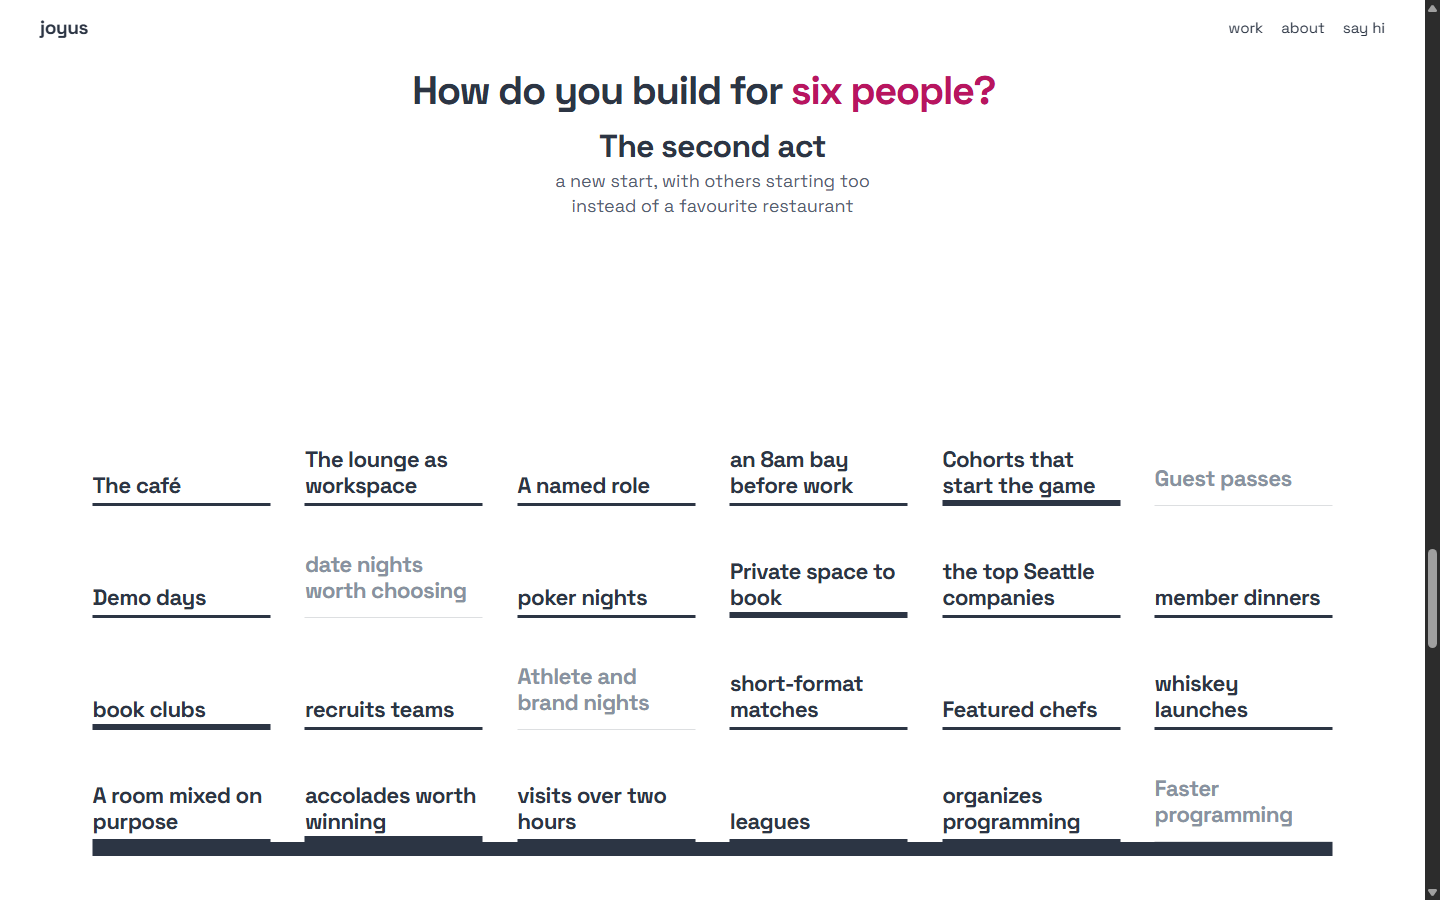 joyus
work about say hi
How do you build for six people?
The second act
a new start, with others starting too
instead of a favourite restaurant
The café
The lounge as
workspace
A named role
an 8am bay
before work
Cohorts that
start the game
Guest passes
Demo days
date nights
worth choosing
poker nights
Private space to
book
the top Seattle
companies
member dinners
book clubs
recruits teams
Athlete and
brand nights
short-format
matches
Featured chefs
whiskey
launches
A room mixed on
purpose
accolades worth
winning
visits over two
hours
leagues
organizes
programming
Faster
programming